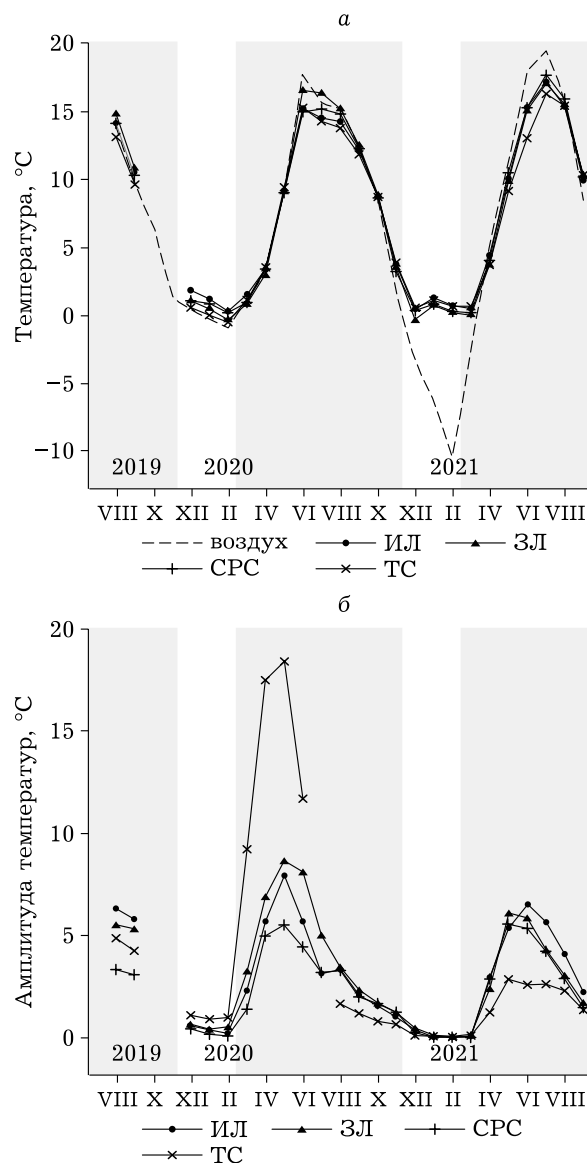 а
20
15
10
5
0
−5
−10
Температура, °C
2019 2020 2021
VIII X XII II IV VI VIII X XII II IV VI VIII
воздух ИЛ ЗЛ
СРС ТС
б
20
15
10
5
0
Амплитуда температур, °C
2019 2020 2021
VIII X XII II IV VI VIII X XII II IV VI VIII
ИЛ ЗЛ СРС
ТС